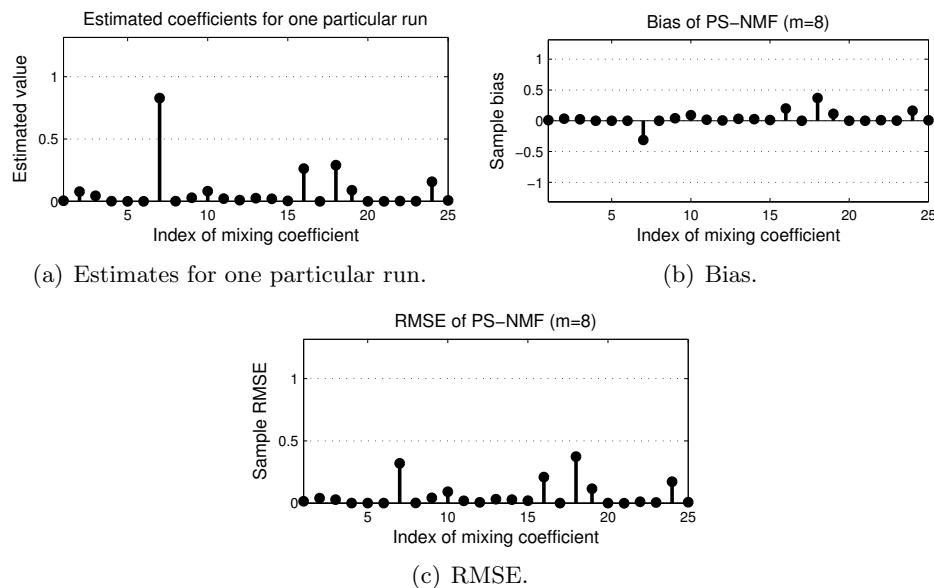 Estimated coefficients for one particular run
Estimated value
1
0.5
0
5 10 15 20 25
Index of mixing coefficient
(a) Estimates for one particular run.
Bias of PS−NMF (m=8)
Sample bias
1
0.5
0
−0.5
−1
5 10 15 20 25
Index of mixing coefficient
(b) Bias.
RMSE of PS−NMF (m=8)
Sample RMSE
1
0.5
0
5 10 15 20 25
Index of mixing coefficient
(c) RMSE.